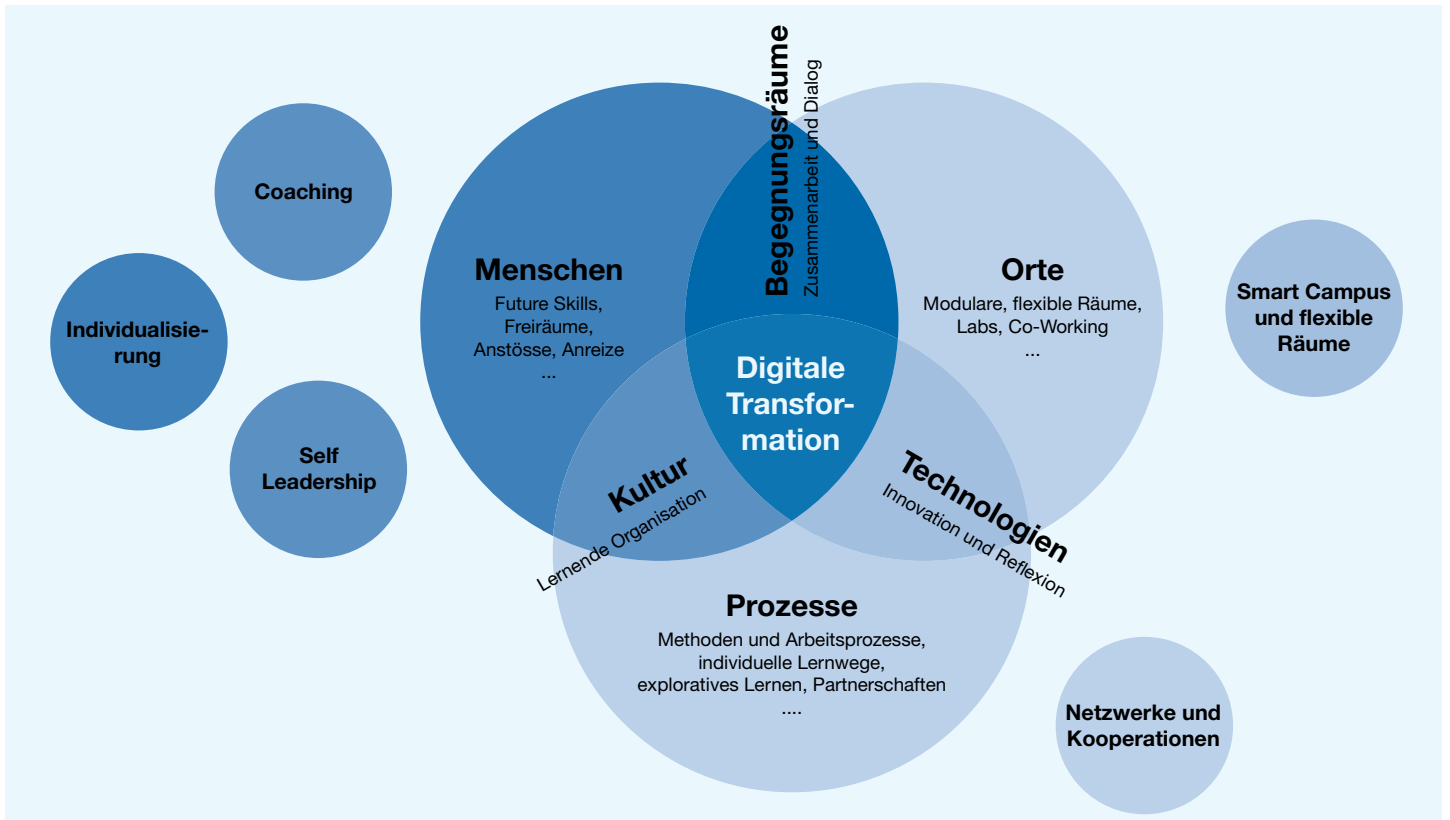 Begegnungsräume
Zusammenarbeit und Dialog
Coaching
Individualisie-
rung
Self
Leadership
Menschen
Future Skills,
Freiräume,
Anstösse, Anreize
...
Orte
Modulare, flexible Räume,
Labs, Co-Working
...
Smart Campus
und flexible
Räume
Digitale
Transfor-
mation
Kultur
Lernende Organisation
Technologien
Innovation und Reflexion
Prozesse
Methoden und Arbeitsprozesse,
individuelle Lernwege,
exploratives Lernen, Partnerschaften
....
Netzwerke und
Kooperationen